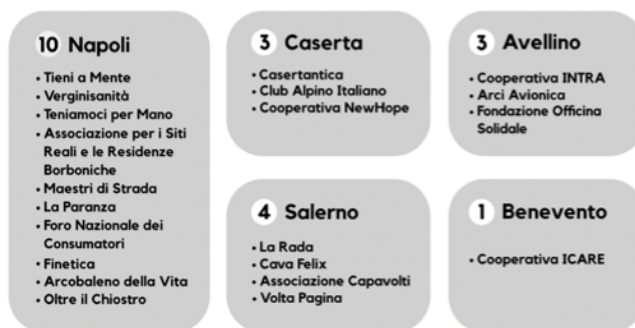 10 Napoli
• Tieni a Mente
• Verginisanità
• Teniamoci per Mano
• Associazione per i Siti
Reali e le Residenze
Borboniche
• Maestri di Strada
• La Paranza
• Foro Nazionale dei
Consumatori
• Finetica
• Arcobaleno della Vita
• Oltre il Chiostro
3 Caserta
• Casertantica
• Club Alpino Italiano
• Cooperativa NewHope
3 Avellino
• Cooperativa INTRA
• Arci Avionica
• Fondazione Officina
Solidale
4 Salerno
• La Rada
• Cava Felix
• Associazione Capavolti
• Volta Pagina
1 Benevento
• Cooperativa ICARE